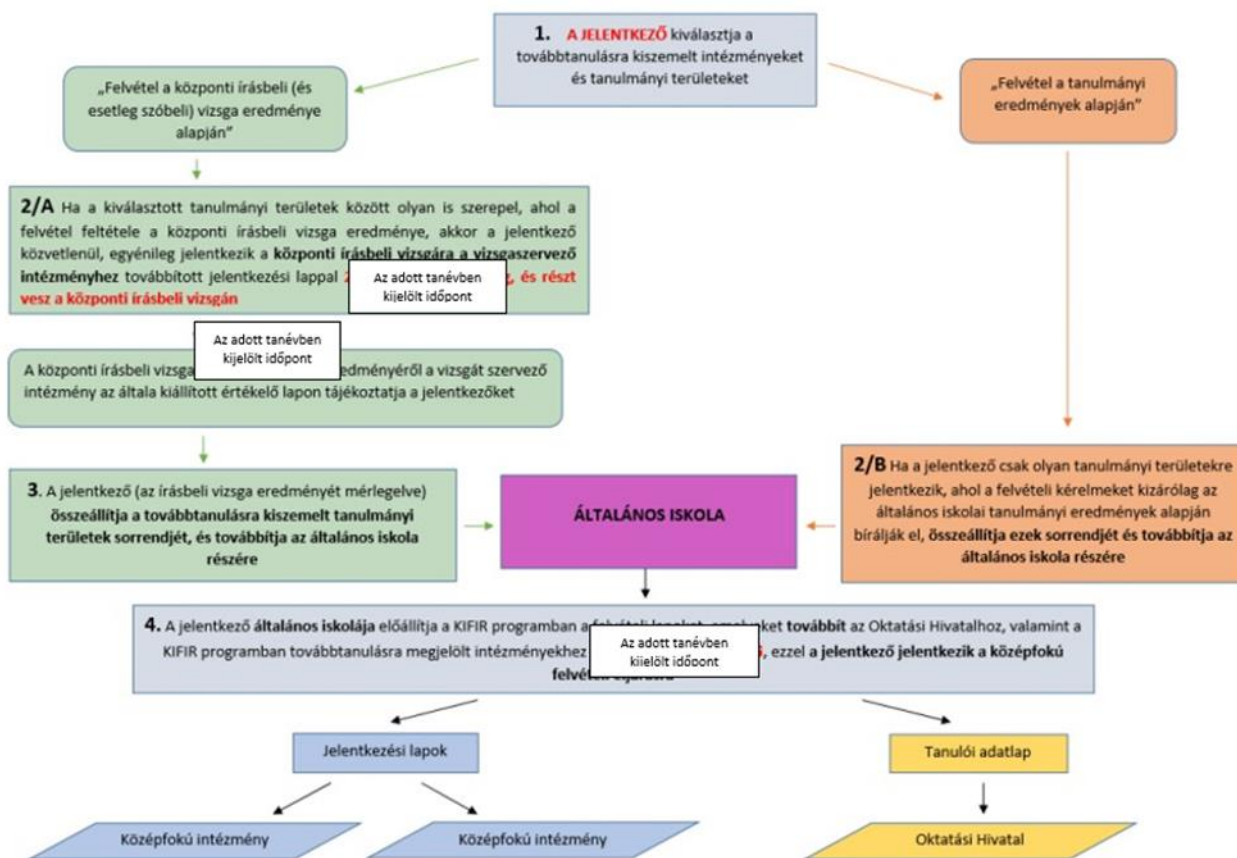 1. A JELENTKEZŐ kiválasztja a
továbbtanulásra kiszemelt intézményeket
és tanulmányi területeket
„Felvétel a központi írásbeli (és
esetleg szóbeli) vizsga eredménye
alapján”
„Felvétel a tanulmányi
eredmények alapján”
2/A Ha a kiválasztott tanulmányi területek között olyan is szerepel, ahol a
felvétel feltétele a központi írásbeli vizsga eredménye, akkor a jelentkező
közvetlenül, egyénileg jelentkezik a központi írásbeli vizsgára a vizsgaszervező
intézményhez továbbított jelentkezési lappal , és részt
vesz a központi írásbeli vizsgán
Az adott tanévben
kijelölt időpont
Az adott tanévben
kijelölt időpont
A központi írásbeli vizsga eredményéről a vizsgát szervező
intézmény az általa kiállított értékelő lapon tájékoztatja a jelentkezőket
3. A jelentkező (az írásbeli vizsga eredményét mérlegelve)
összeállítja a továbbtanulásra kiszemelt tanulmányi
területek sorrendjét, és továbbítja az általános iskola
részére
ÁLTALÁNOS ISKOLA
2/B Ha a jelentkező csak olyan tanulmányi területekre
jelentkezik, ahol a felvételi kérelmeket kizárólag az
általános iskolai tanulmányi eredmények alapján
bírálják el, összeállítja ezek sorrendjét és továbbítja az
általános iskola részére
4. A jelentkező általános iskolája előállítja a KIFIR programban a továbbít az Oktatási Hivatalhoz, valamint a
KIFIR programban továbbtanulásra megjelölt intézményekhez , ezzel a jelentkező jelentkezik a középfokú
Az adott tanévben
kijelölt időpont
Jelentkezési lapok
Tanulói adatlap
Középfokú intézmény
Középfokú intézmény
Oktatási Hivatal